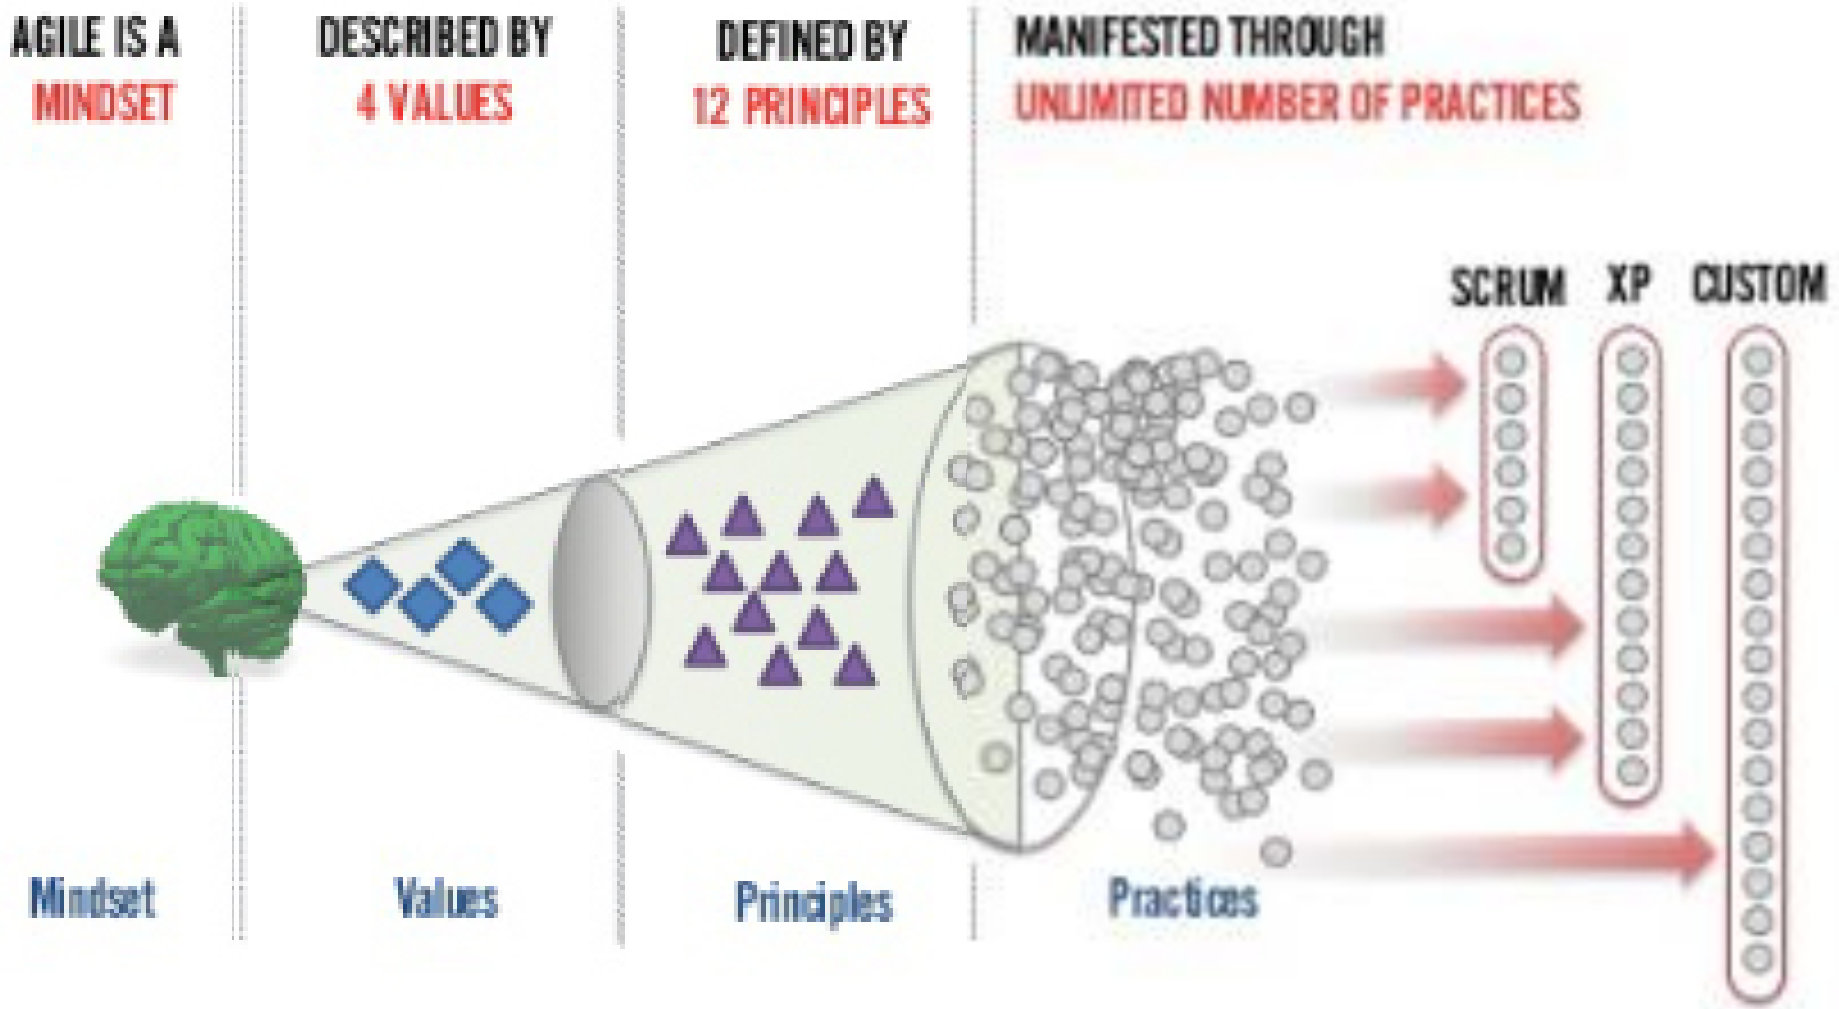 AGILE IS A
MINDSET
DESCRIBED BY
4 VALUES
DEFINED BY
12 PRINCIPLES
MANIFESTED THROUGH
UNLIMITED NUMBER OF PRACTICES
SCRUM
XP
CUSTOM
Mindset
Values
Principles
Practices